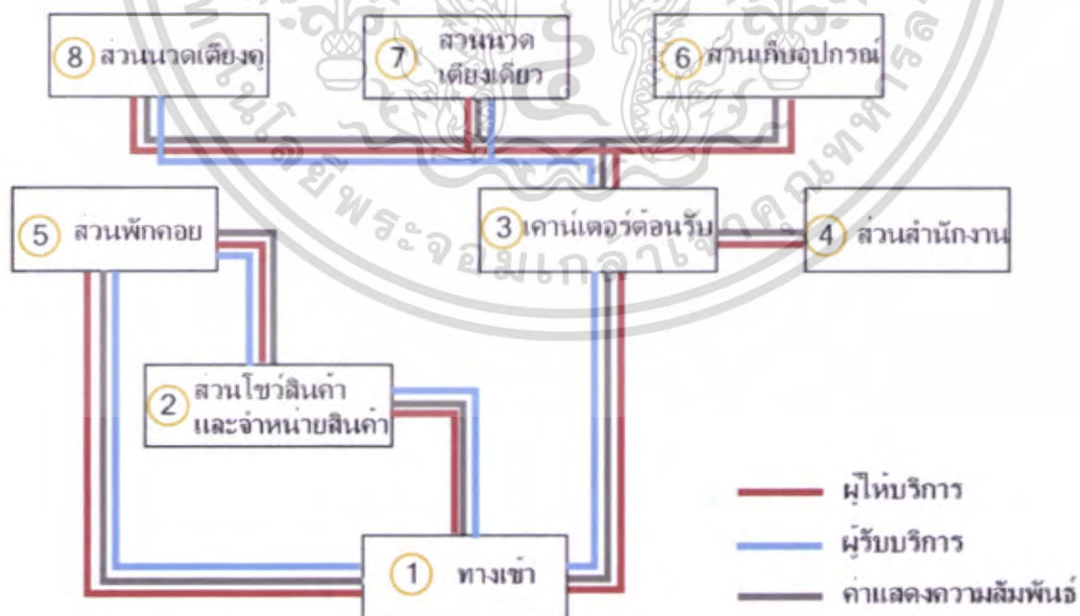 8 ส่วนนวดเตียงคู่
7 ส่วนนวด
เตียงเดียว
6 ส่วนเก็บอุปกรณ์
5 ส่วนพักคอย
3 เคาน์เตอร์ต้อนรับ
4 ส่วนสำนักงาน
2 ส่วนโชว์สินค้า
และจำหน่ายสินค้า
1 ทางเข้า
ผู้ให้บริการ
ผู้รับบริการ
ค่าแสดงความสัมพันธ์